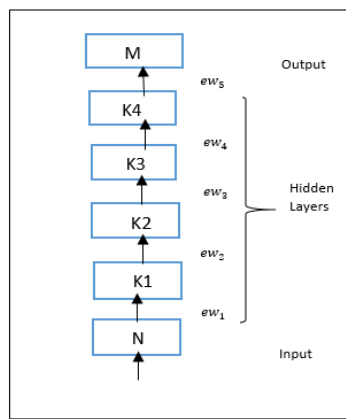 M
Output
ew₅
K4
ew₄
K3
ew₃
Hidden
Layers
K2
ew₂
K1
ew₁
N
Input